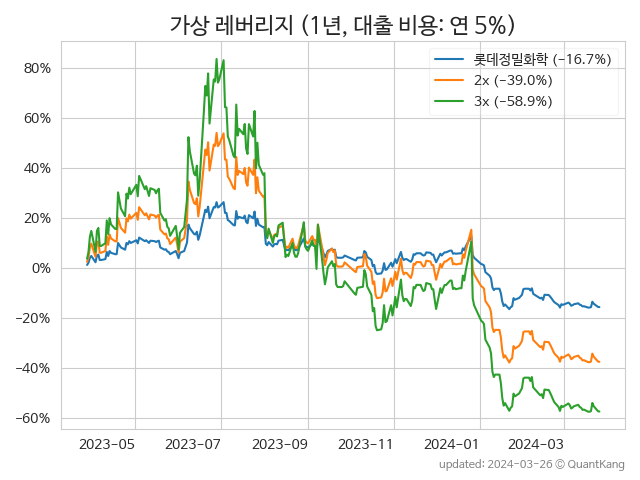 가상 레버리지 (1년, 대출 비용: 연 5%)
롯데정밀화학 (−16.7%)
2x (−39.0%)
3x (−58.9%)
80%
60%
40%
20%
0%
−20%
−40%
−60%
2023-05 2023-07 2023-09 2023-11 2024-01 2024-03
updated: 2024-03-26 ⓒ QuantKang